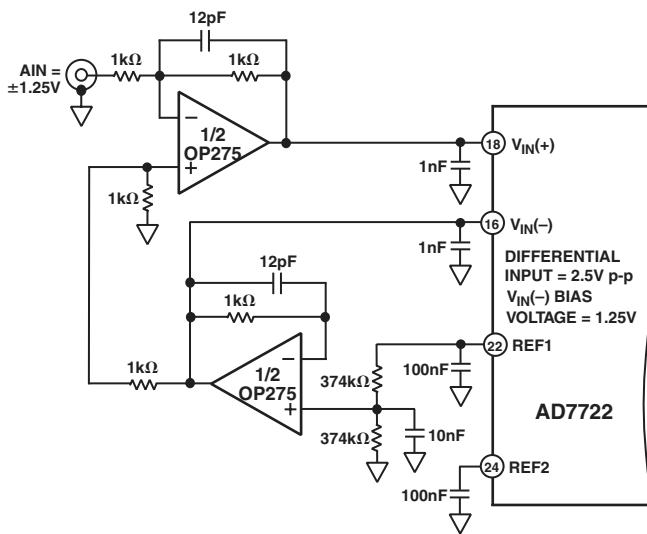 12pF
AIN =
±1.25V
1kΩ
1kΩ
1/2
OP275
–
+
1kΩ
18 VIN(+)
1nF
16 VIN(–)
1nF
DIFFERENTIAL
INPUT = 2.5V p-p
VIN(–) BIAS
VOLTAGE = 1.25V
12pF
1kΩ
1kΩ
1/2
OP275
–
+
374kΩ
374kΩ
10nF
100nF
22 REF1
AD7722
24 REF2
100nF